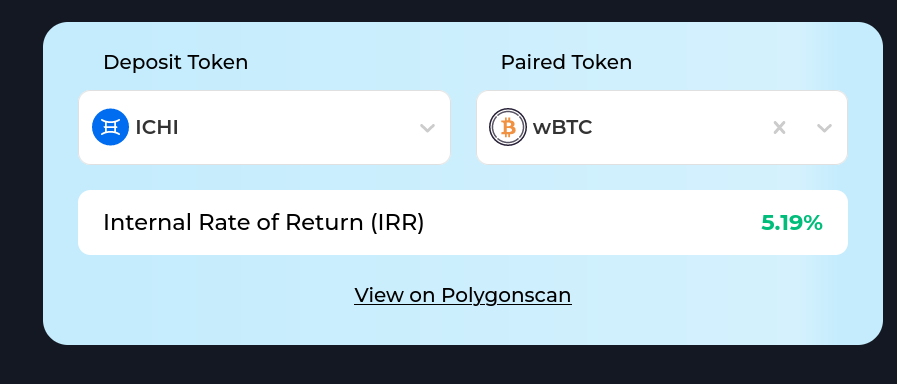 Deposit Token
Paired Token
ICHI
wBTC
Internal Rate of Return (IRR)
5.19%
View on Polygonscan